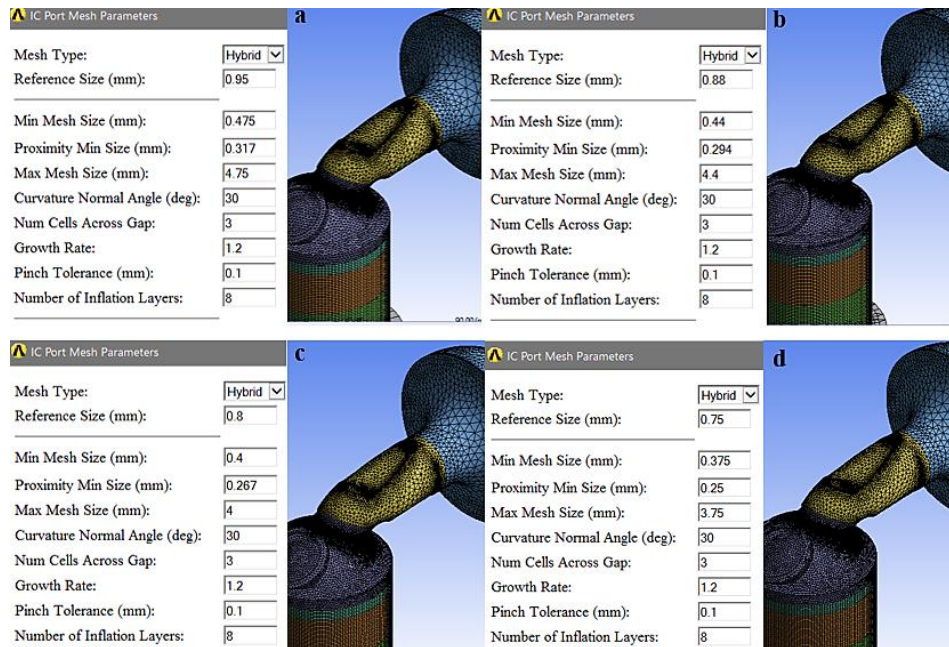 IC Port Mesh Parameters
a
Mesh Type: Hybrid
Reference Size (mm): 0.95
Min Mesh Size (mm): 0.475
Proximity Min Size (mm): 0.317
Max Mesh Size (mm): 4.75
Curvature Normal Angle (deg): 30
Num Cells Across Gap: 3
Growth Rate: 1.2
Pinch Tolerance (mm): 0.1
Number of Inflation Layers: 8
IC Port Mesh Parameters
b
Mesh Type: Hybrid
Reference Size (mm): 0.88
Min Mesh Size (mm): 0.44
Proximity Min Size (mm): 0.294
Max Mesh Size (mm): 4.4
Curvature Normal Angle (deg): 30
Num Cells Across Gap: 3
Growth Rate: 1.2
Pinch Tolerance (mm): 0.1
Number of Inflation Layers: 8
IC Port Mesh Parameters
c
Mesh Type: Hybrid
Reference Size (mm): 0.8
Min Mesh Size (mm): 0.4
Proximity Min Size (mm): 0.267
Max Mesh Size (mm): 4
Curvature Normal Angle (deg): 30
Num Cells Across Gap: 3
Growth Rate: 1.2
Pinch Tolerance (mm): 0.1
Number of Inflation Layers: 8
IC Port Mesh Parameters
d
Mesh Type: Hybrid
Reference Size (mm): 0.75
Min Mesh Size (mm): 0.375
Proximity Min Size (mm): 0.25
Max Mesh Size (mm): 3.75
Curvature Normal Angle (deg): 30
Num Cells Across Gap: 3
Growth Rate: 1.2
Pinch Tolerance (mm): 0.1
Number of Inflation Layers: 8